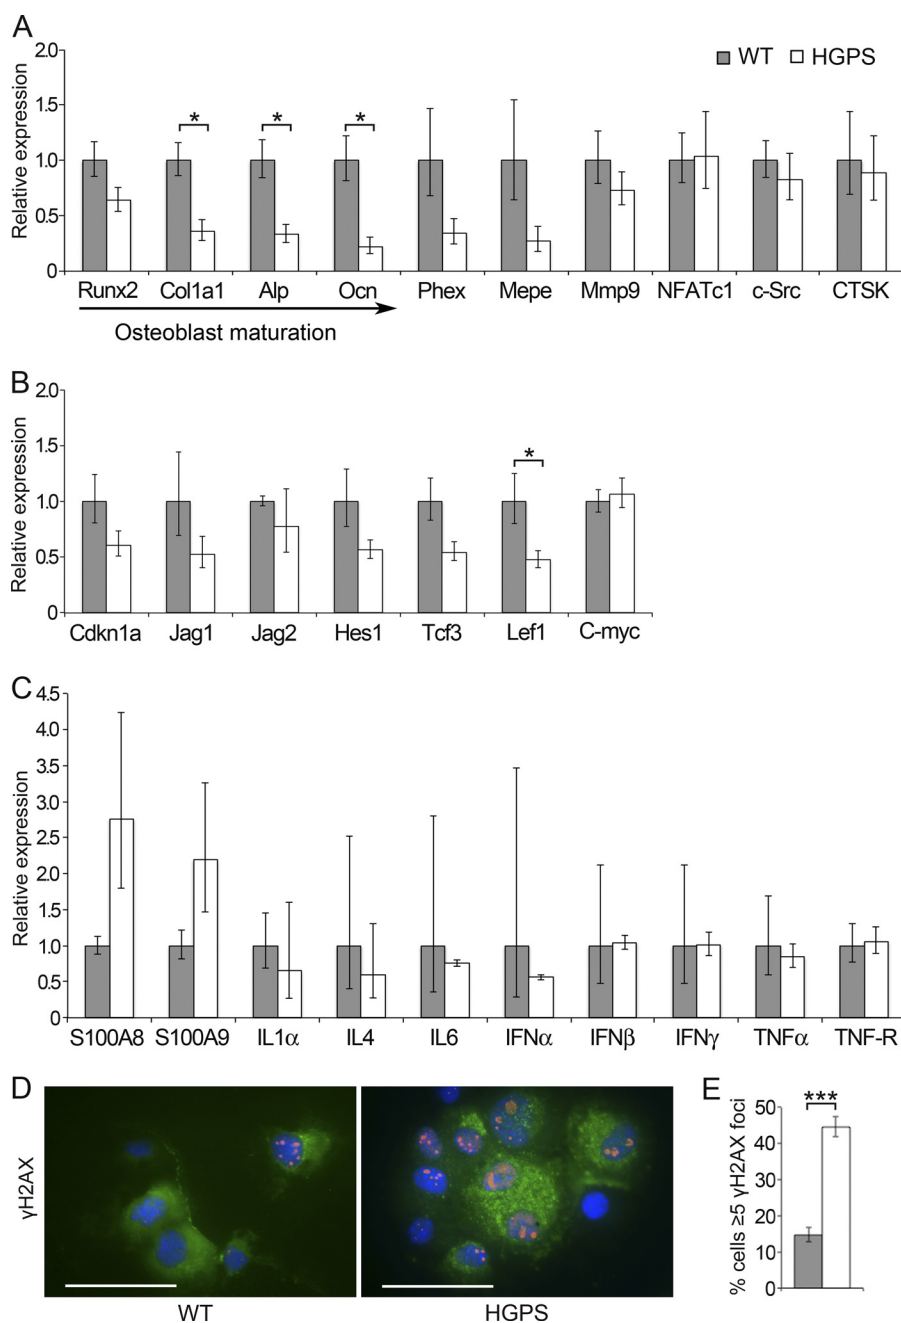 A
2.0
WT HGPS
1.5
* * *
1.0
0.5
0
Relative expression
Runx2 Col1a1 Alp Ocn Phex Mepe Mmp9 NFATc1 c-Src CTSK
Osteoblast maturation
B
2.0
1.5
*
1.0
0.5
0
Relative expression
Cdkn1a Jag1 Jag2 Hes1 Tcf3 Lef1 C-myc
C
4.5
4.0
3.5
3.0
2.5
2.0
1.5
1.0
0.5
0
Relative expression
S100A8 S100A9 IL1α IL4 IL6 IFNα IFNβ IFNγ TNFα TNF-R
D
γH2AX
WT HGPS
E
***
50
40
30
20
10
0
% cells ≥5 γH2AX foci